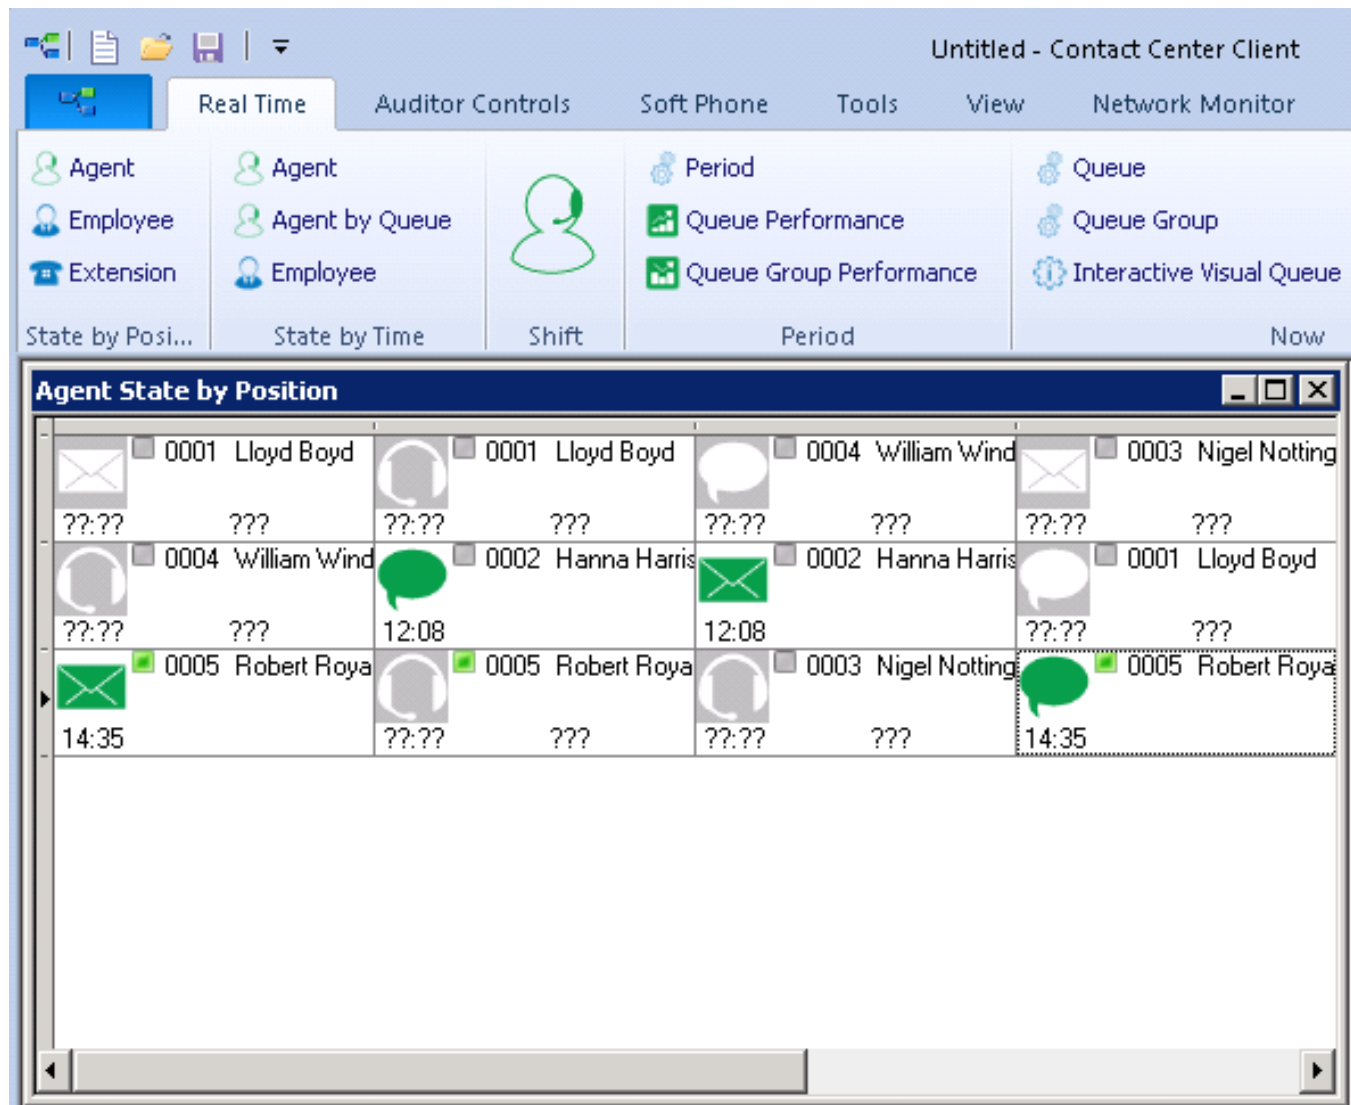 Untitled - Contact Center Client
Real Time Auditor Controls Soft Phone Tools View Network Monitor
Agent Agent Period Queue
Employee Agent by Queue Queue Performance Queue Group
Extension Employee Queue Group Performance Interactive Visual Queue
State by Posi... State by Time Shift Period Now
Agent State by Position
0001 Lloyd Boyd 0001 Lloyd Boyd 0004 William Wind 0003 Nigel Notting
??:?? ??? ??:?? ??? ??:?? ??? ??:?? ???
0004 William Wind 0002 Hanna Harris 0002 Hanna Harris 0001 Lloyd Boyd
??:?? ??? 12:08 12:08 ??:?? ???
0005 Robert Roya 0005 Robert Roya 0003 Nigel Notting 0005 Robert Roya
14:35 ??:?? ??? ??:?? ??? 14:35